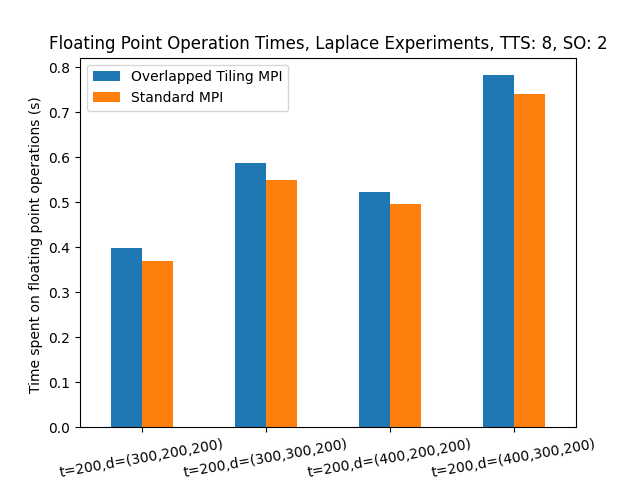 Floating Point Operation Times, Laplace Experiments, TTS: 8, SO: 2
Overlapped Tiling MPI
Standard MPI
Time spent on floating point operations (s)
0.8
0.7
0.6
0.5
0.4
0.3
0.2
0.1
0.0
t=200,d=(300,200,200)
t=200,d=(300,300,200)
t=200,d=(400,200,200)
t=200,d=(400,300,200)